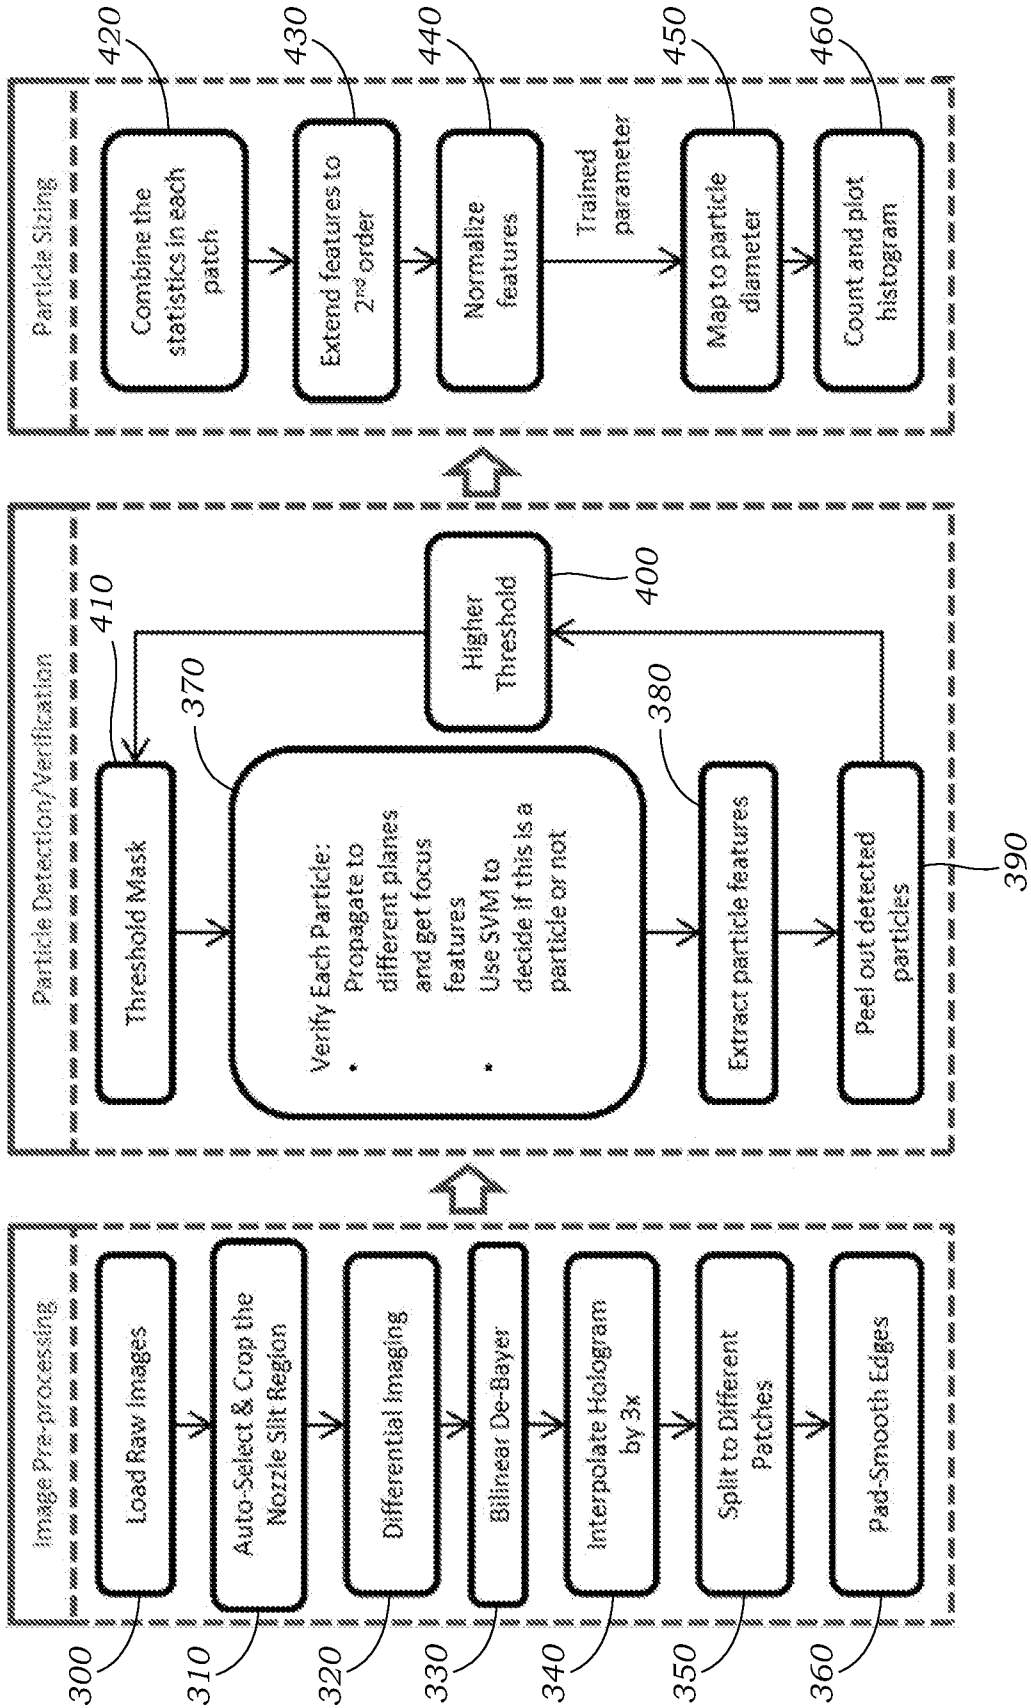 Image Pre-processing
300
Load Raw Images
310
Auto-Select & Crop the
Nozzle Slit Region
320
Differential Imaging
330
Bilinear De-Bayer
340
Interpolate Hologram
by 3x
350
Split to Different
Patches
360
Pad-Smooth Edges
Particle Detection/Verification
410
Threshold Mask
370
Verify Each Particle:
• Propagate to
different planes
and get focus
features
• Use SVM to
decide if this is a
particle or not
380
Extract particle features
390
Peel out detected
particles
400
Higher
Threshold
Particle Sizing
420
Combine the
statistics in each
patch
430
Extend features to
2nd order
440
Normalize
features
Trained
parameter
450
Map to particle
diameter
460
Count and plot
histogram